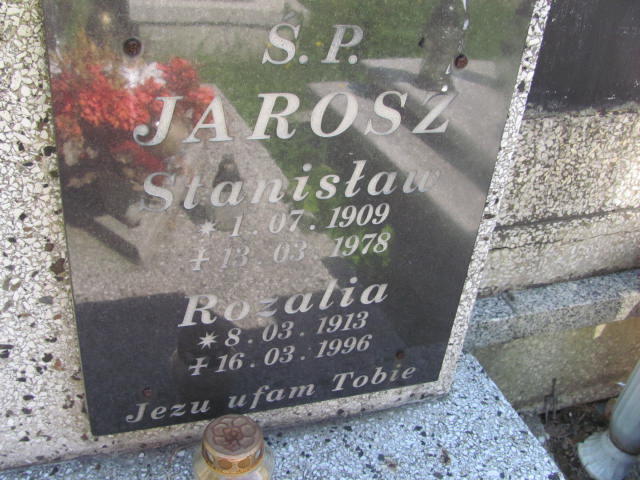 Ś.P.
JAROSZ
Stanisław
* 1.07.1909
‡ 13.03.1978
Rozalia
* 8.03.1913
‡ 16.03.1996
Jezu ufam Tobie